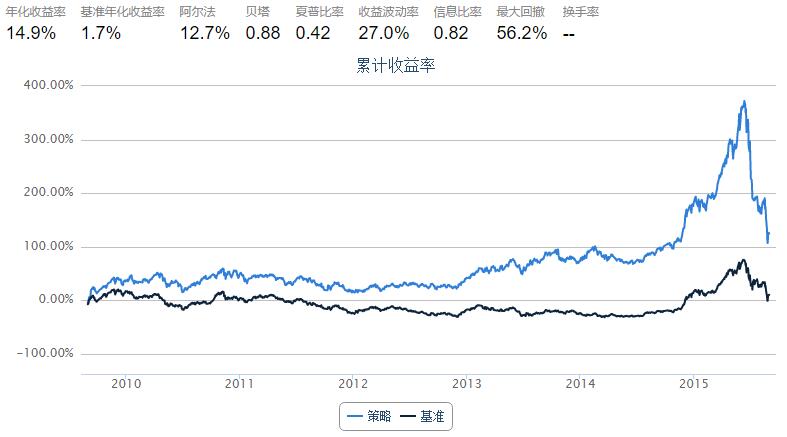 年化收益率 基准年化收益率 阿尔法 贝塔 夏普比率 收益波动率 信息比率 最大回撤 换手率
14.9% 1.7% 12.7% 0.88 0.42 27.0% 0.82 56.2% --
累计收益率
400.00%
300.00%
200.00%
100.00%
0.00%
-100.00%
2010 2011 2012 2013 2014 2015
策略 基准